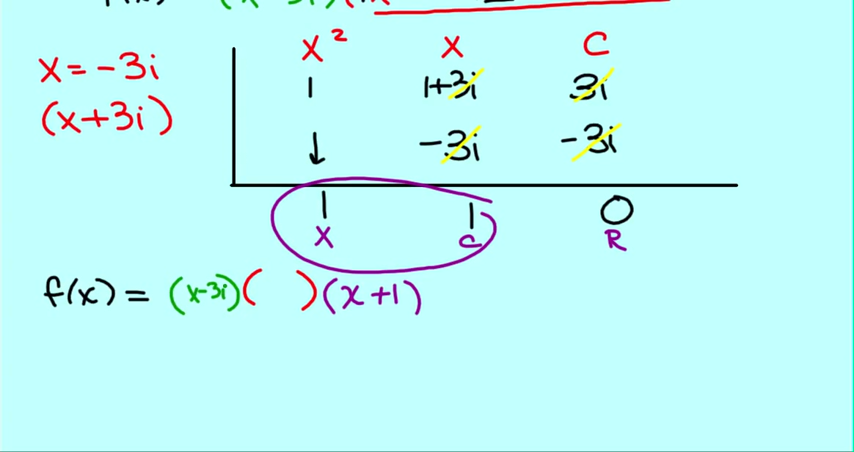 x² x c
x=-3i 1 1+3i 3i
(x+3i) ↓ -3i -3i
1 1 0
x c R
f(x) = (x-3i)( )(x+1)